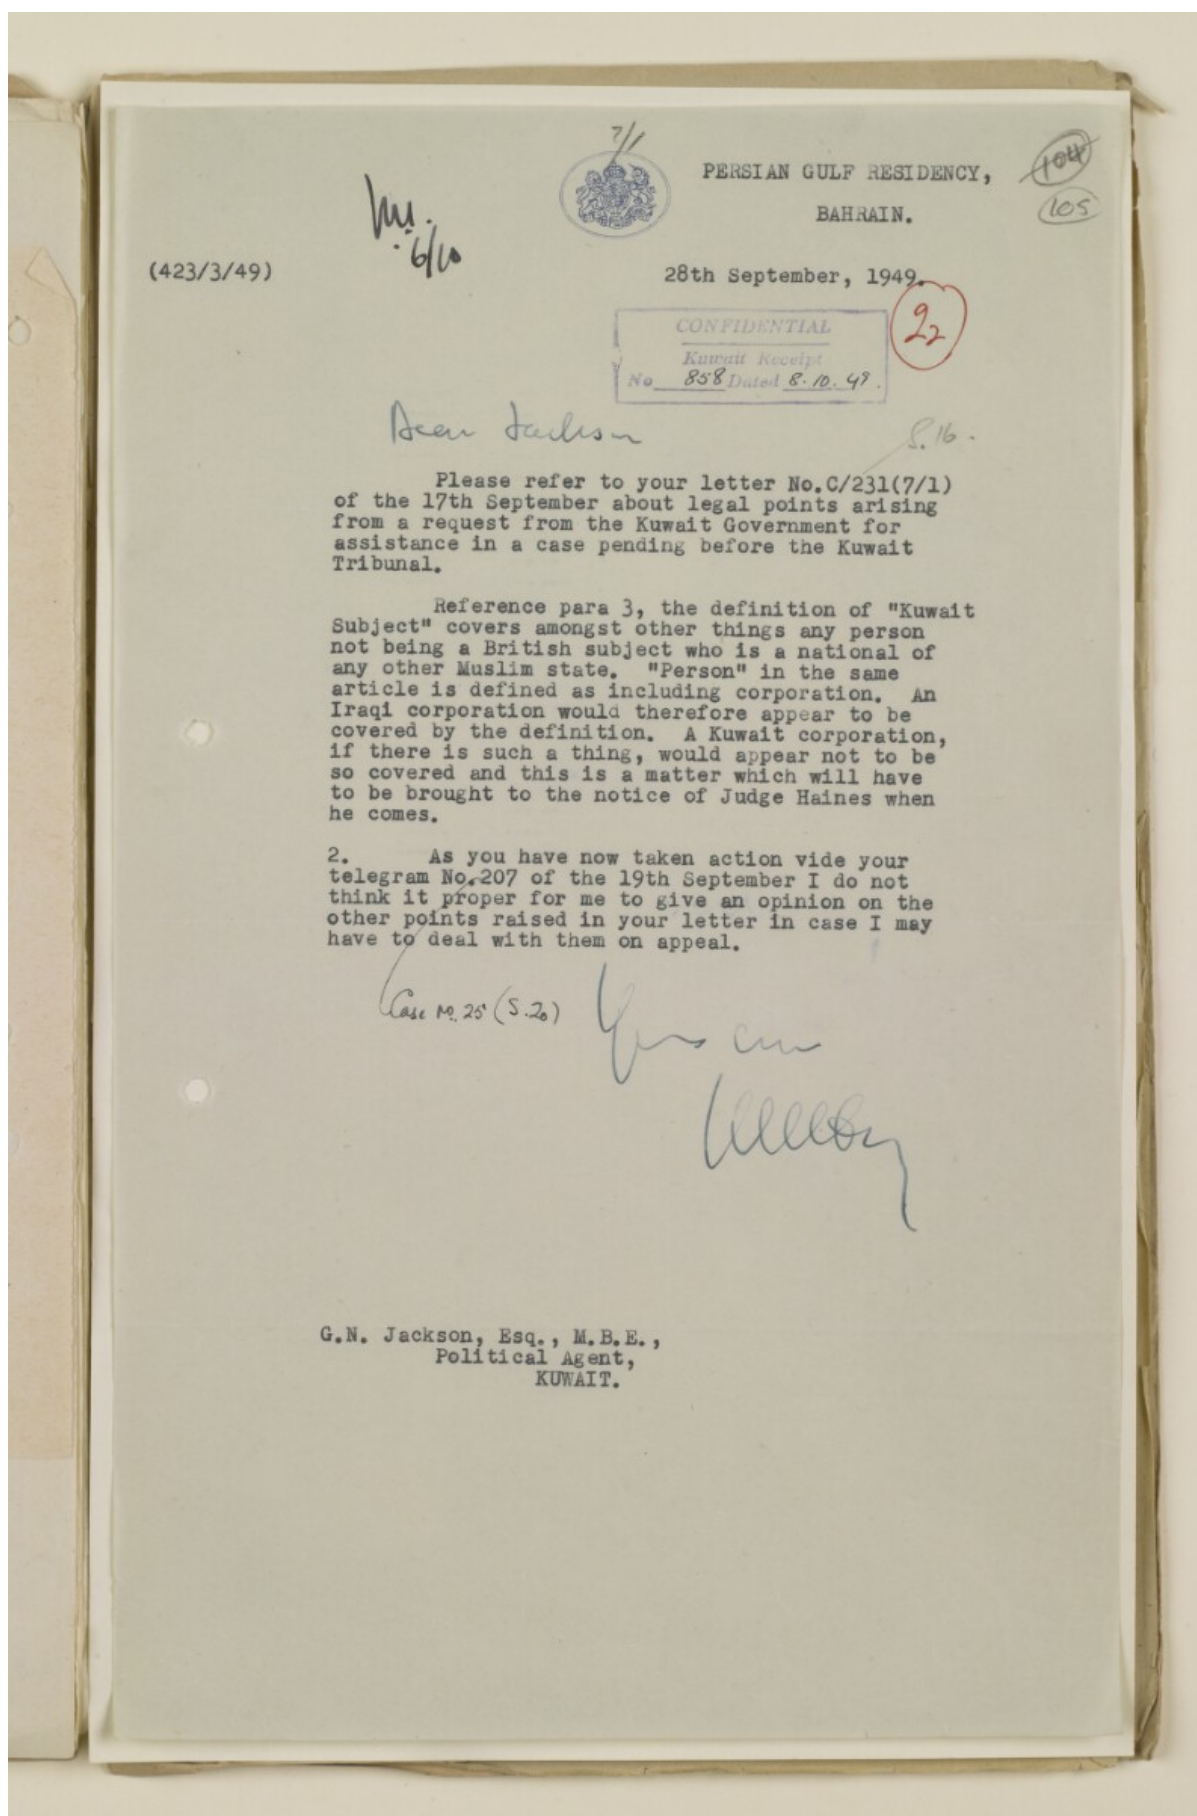 7/1
PERSIAN GULF RESIDENCY,
BAHRAIN.
104
105
6/10
(423/3/49)
28th September, 1949.
22
CONFIDENTIAL
Kuwait Receipt
No 858 Dated 8.10.49.
Dear Jackson
S.16.
Please refer to your letter No.C/231(7/1)
of the 17th September about legal points arising
from a request from the Kuwait Government for
assistance in a case pending before the Kuwait
Tribunal.
Reference para 3, the definition of "Kuwait
Subject" covers amongst other things any person
not being a British subject who is a national of
any other Muslim state. "Person" in the same
article is defined as including corporation. An
Iraqi corporation would therefore appear to be
covered by the definition. A Kuwait corporation,
if there is such a thing, would appear not to be
so covered and this is a matter which will have
to be brought to the notice of Judge Haines when
he comes.
2. As you have now taken action vide your
telegram No.207 of the 19th September I do not
think it proper for me to give an opinion on the
other points raised in your letter in case I may
have to deal with them on appeal.
Case No. 25 (S.20)
Yours
G.N. Jackson, Esq., M.B.E.,
Political Agent,
KUWAIT.